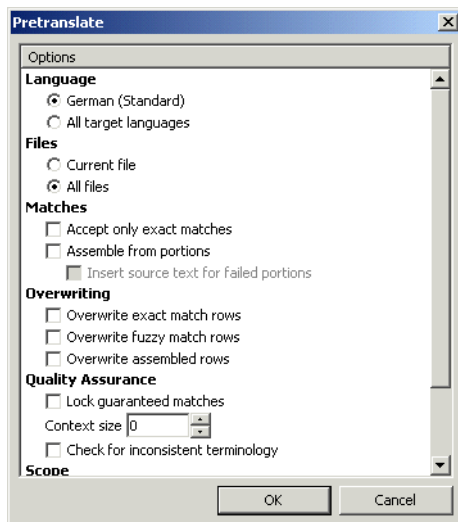 Pretranslate
Options
Language
German (Standard)
All target languages
Files
Current file
All files
Matches
Accept only exact matches
Assemble from portions
Insert source text for failed portions
Overwriting
Overwrite exact match rows
Overwrite fuzzy match rows
Overwrite assembled rows
Quality Assurance
Lock guaranteed matches
Context size 0
Check for inconsistent terminology
Scope
OK Cancel